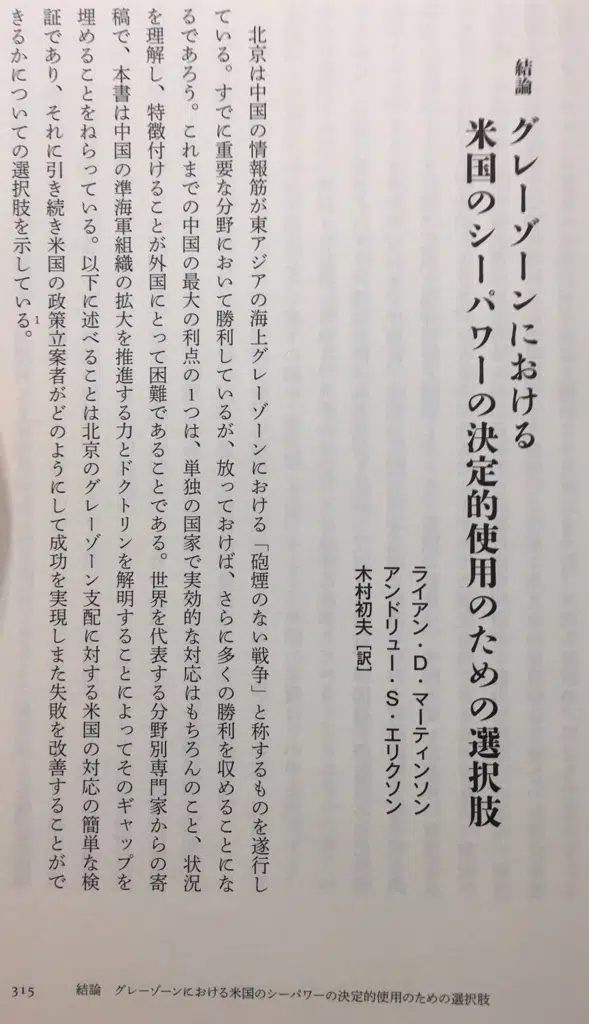 結論
グレーゾーンにおける
米国のシーパワーの決定的使用のための選択肢
ライアン・D・マーティンソン
アンドリュー・S・エリクソン
木村初夫[訳]
北京は中国の情報筋が東アジアの海上グレーゾーンにおける「砲煙のない戦争」と称するものを遂行し
ている。すでに重要な分野において勝利しているが、放っておけば、さらに多くの勝利を収めることにな
るであろう。これまでの中国の最大の利点の1つは、単独の国家で実効的な対応はもちろんのこと、状況
を理解し、特徴付けることが外国にとって困難であることである。世界を代表する分野別専門家からの寄
稿で、本書は中国の準海軍組織の拡大を推進する力とドクトリンを解明することによってそのギャップを
埋めることをねらっている。以下に述べることは北京のグレーゾーン支配に対する米国の対応の簡単な検
証であり、それに引き続き米国の政策立案者がどのようにして成功を実現しまた失敗を改善することがで
きるかについての選択肢を示している。1
315 結論 グレーゾーンにおける米国のシーパワーの決定的使用のための選択肢